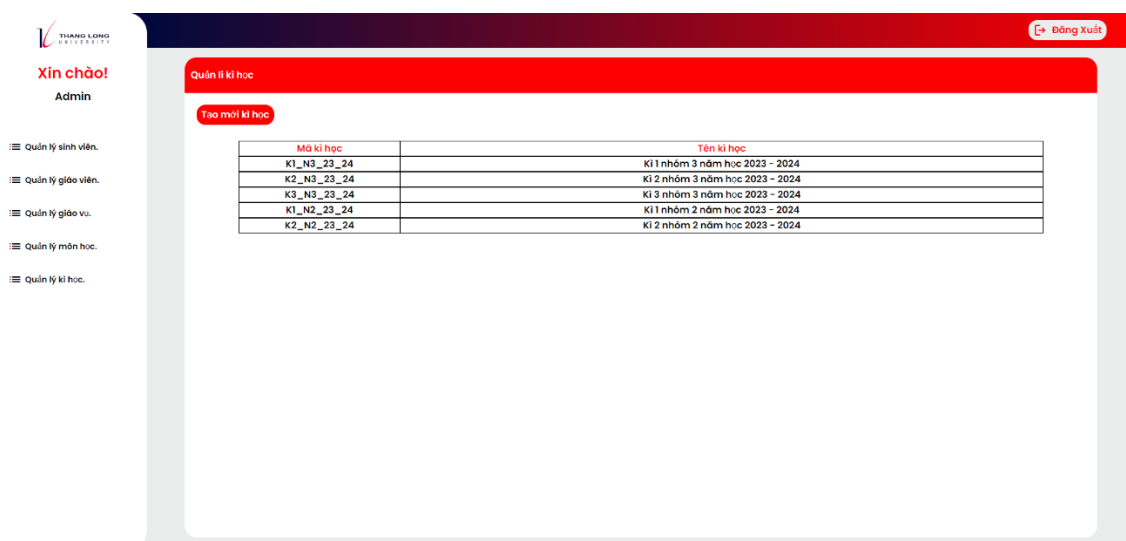 THANG LONG
UNIVERSITY
Đăng Xuất
Xin chào!
Admin
Quản lý sinh viên.
Quản lý giáo viên.
Quản lý giáo vụ.
Quản lý môn học.
Quản lý kì học.
Quản lí kì học
Tạo mới kì học
Mã kì học Tên kì học
K1_N3_23_24 Kì 1 nhóm 3 năm học 2023 - 2024
K2_N3_23_24 Kì 2 nhóm 3 năm học 2023 - 2024
K3_N3_23_24 Kì 3 nhóm 3 năm học 2023 - 2024
K1_N2_23_24 Kì 1 nhóm 2 năm học 2023 - 2024
K2_N2_23_24 Kì 2 nhóm 2 năm học 2023 - 2024